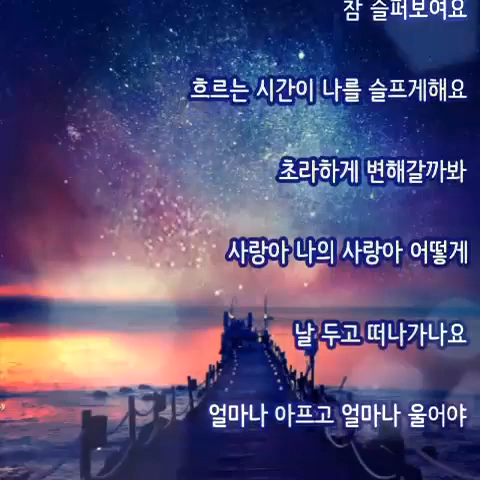 참 슬퍼보여요
흐르는 시간이 나를 슬프게해요
초라하게 변해갈까봐
사랑아 나의 사랑아 어떻게
날 두고 떠나가나요
얼마나 아프고 얼마나 울어야